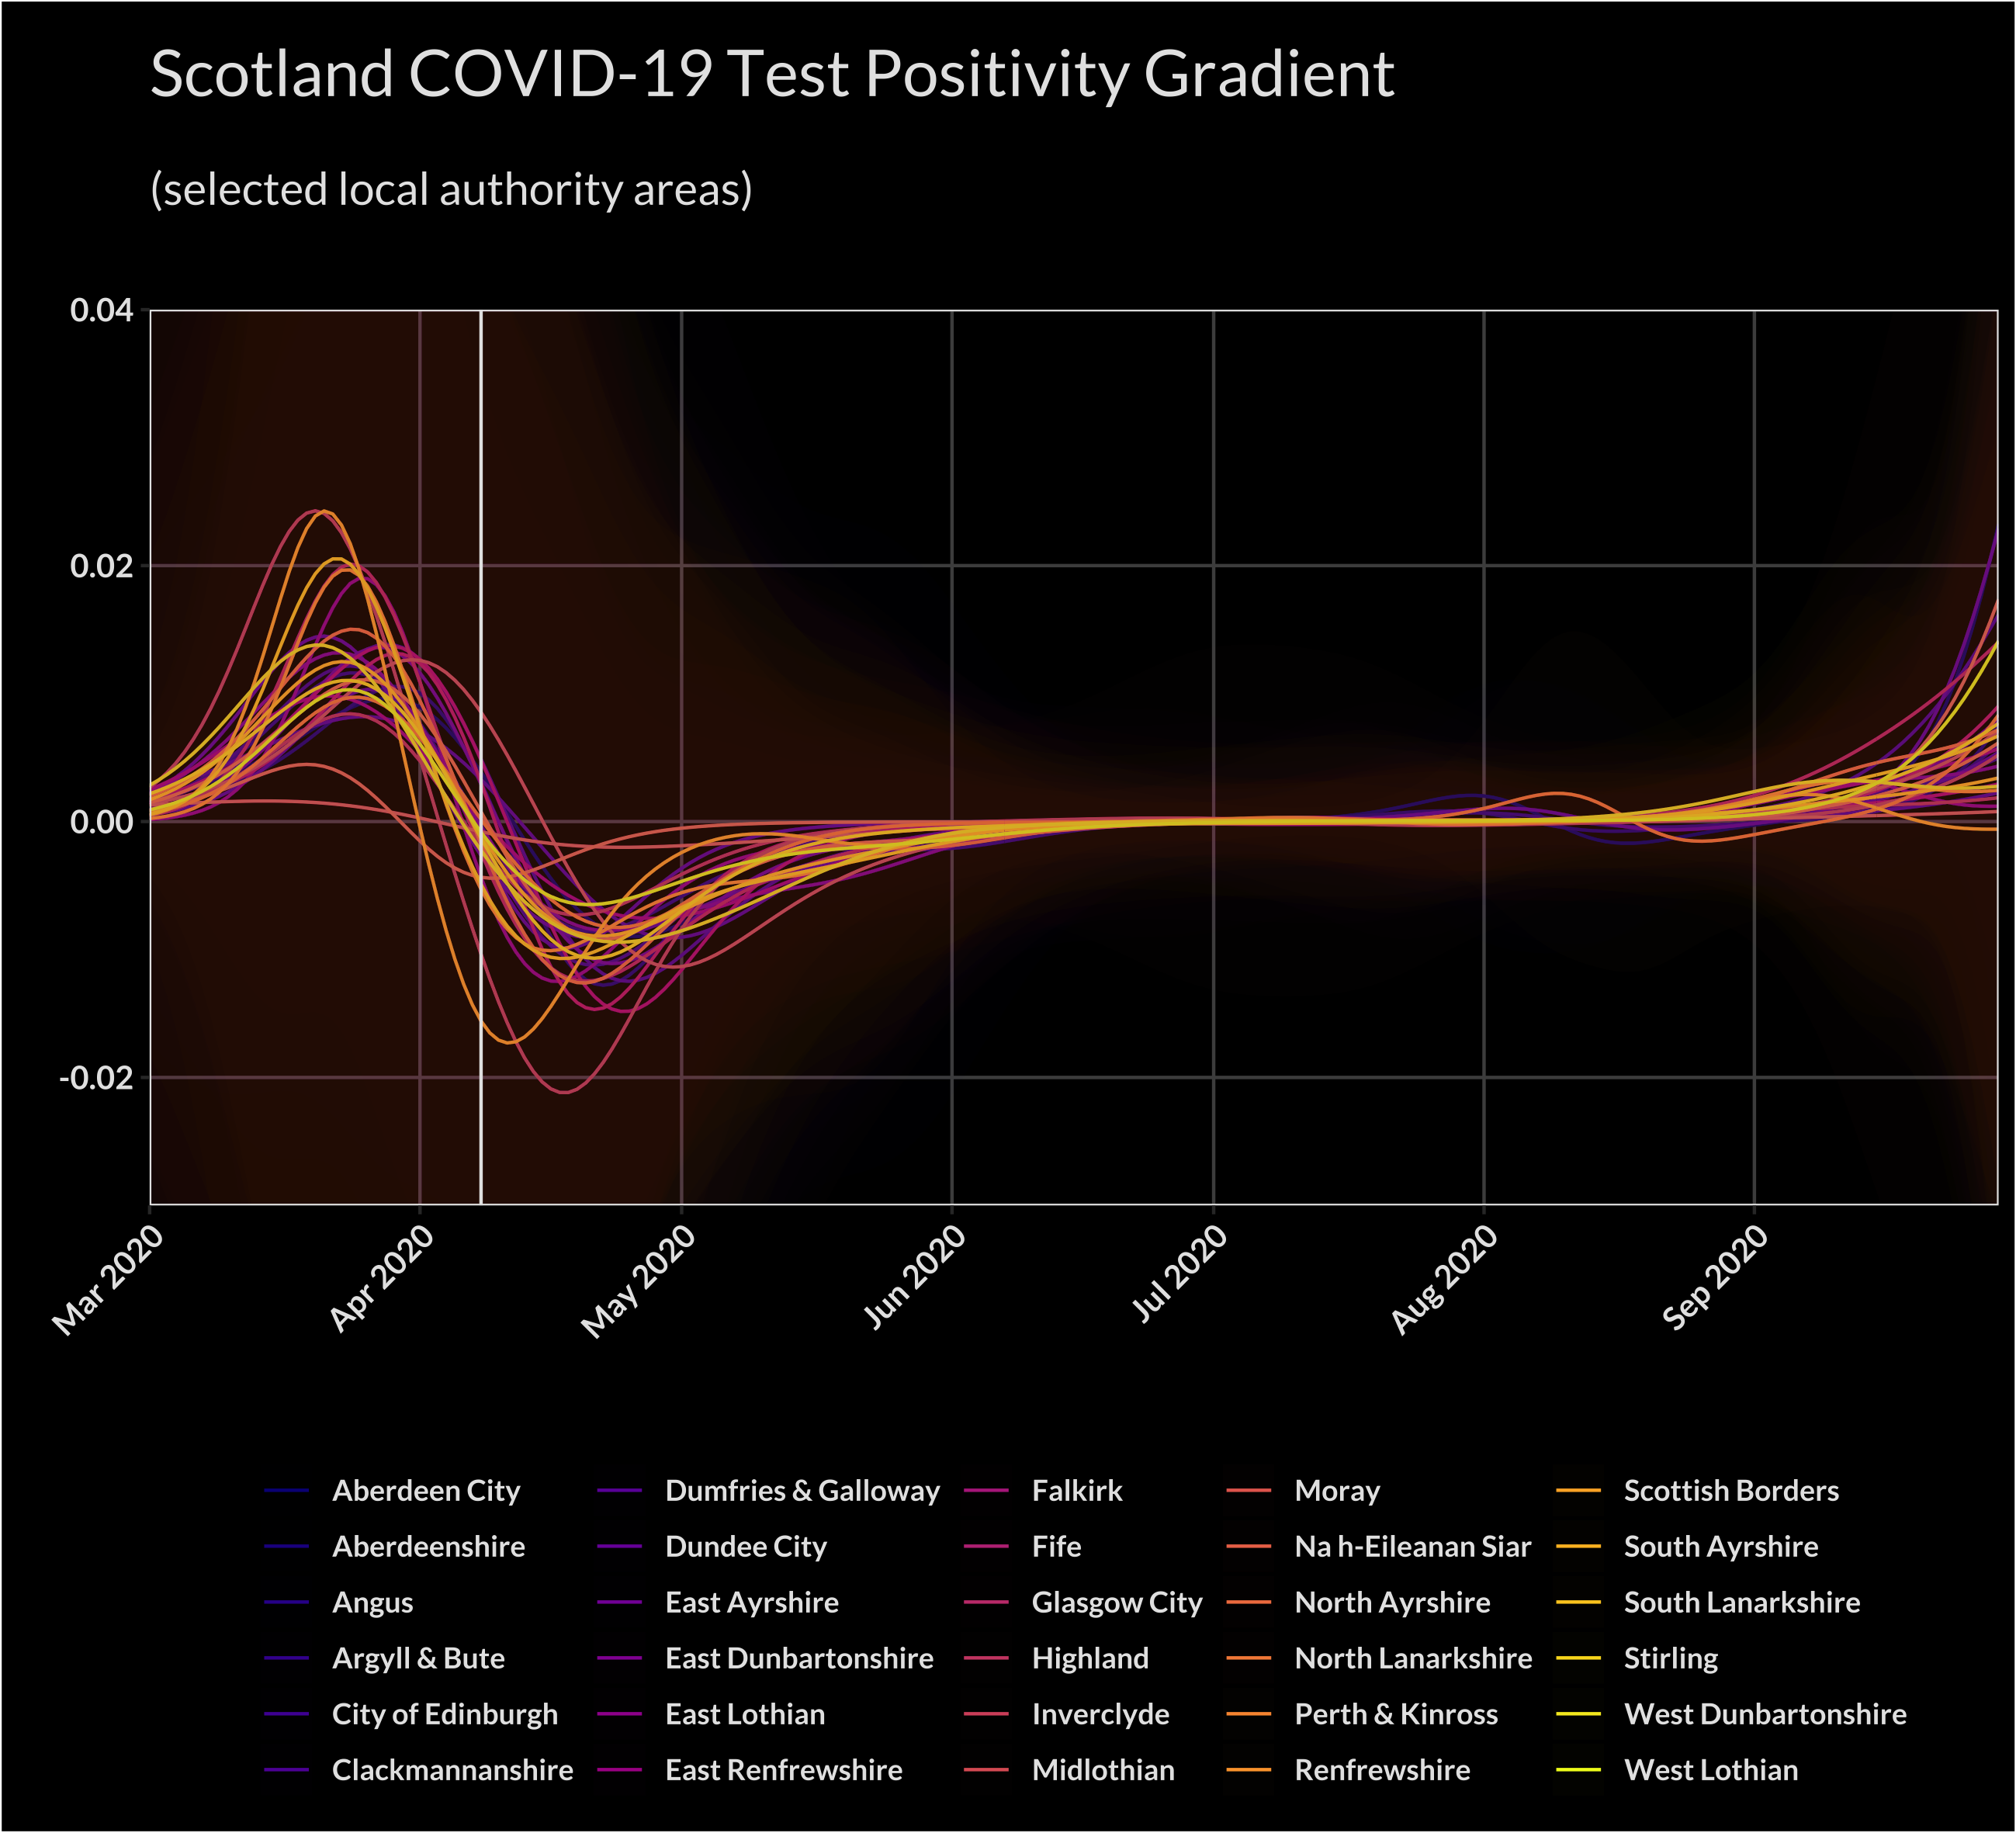 Scotland COVID-19 Test Positivity Gradient
(selected local authority areas)
0.04
0.02
0.00
-0.02
Mar 2020
Apr 2020
May 2020
Jun 2020
Jul 2020
Aug 2020
Sep 2020
Aberdeen City
Aberdeenshire
Angus
Argyll & Bute
City of Edinburgh
Clackmannanshire
Dumfries & Galloway
Dundee City
East Ayrshire
East Dunbartonshire
East Lothian
East Renfrewshire
Falkirk
Fife
Glasgow City
Highland
Inverclyde
Midlothian
Moray
Na h-Eileanan Siar
North Ayrshire
North Lanarkshire
Perth & Kinross
Renfrewshire
Scottish Borders
South Ayrshire
South Lanarkshire
Stirling
West Dunbartonshire
West Lothian